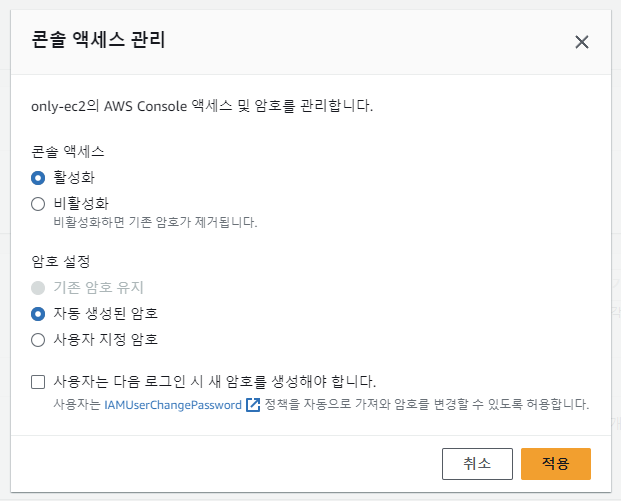 콘솔 액세스 관리
only-ec2의 AWS Console 액세스 및 암호를 관리합니다.
콘솔 액세스
활성화
비활성화
비활성화하면 기존 암호가 제거됩니다.
암호 설정
기존 암호 유지
자동 생성된 암호
사용자 지정 암호
사용자는 다음 로그인 시 새 암호를 생성해야 합니다.
사용자는 IAMUserChangePassword 정책을 자동으로 가져와 암호를 변경할 수 있도록 허용합니다.
취소
적용